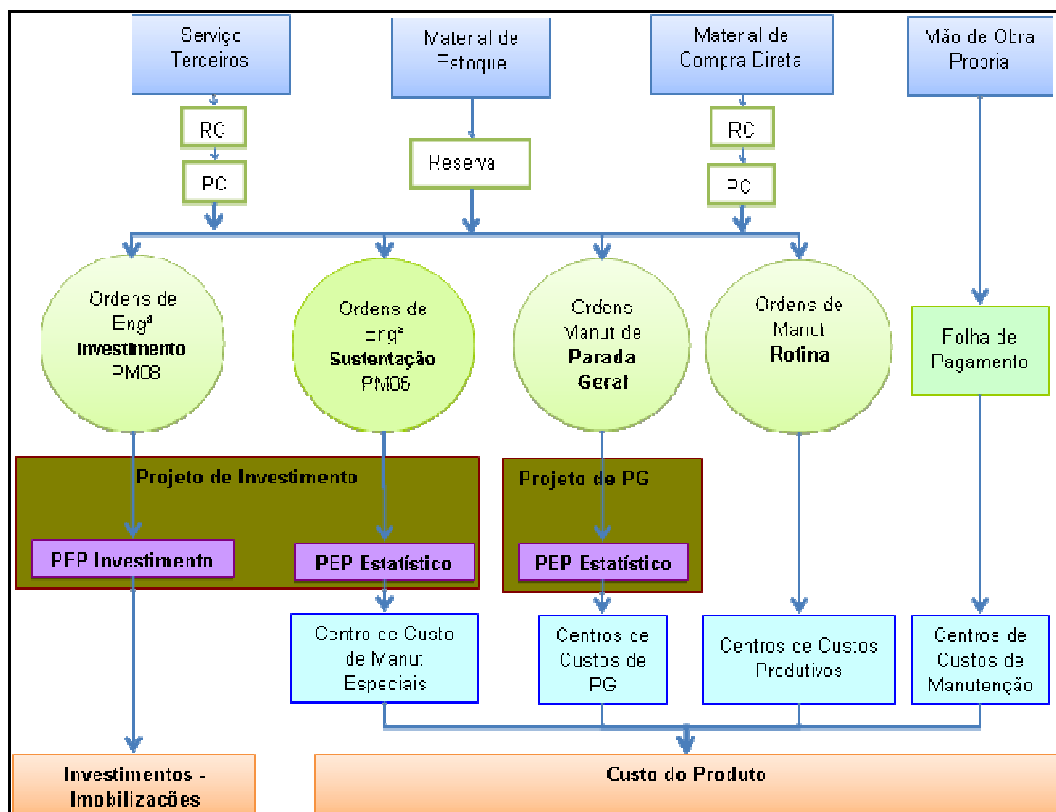 Serviço
Terceiros
Material de
Estoque
Material de
Compra Direta
Mão de Obra
Propria
RC
PC
Reserva
RC
PC
Ordens de
Engª
Investimento
PM08
Ordens de
Engª
Sustentação
PM06
Ordens
Manut de
Parada
Geral
Ordens de
Manut
Rotina
Folha de
Pagamento
Projeto de Investimento
Projeto de PG
PEP Investimento
PEP Estatístico
PEP Estatístico
Centro de Custo
de Manut
Especiais
Centros de
Custos de
PG
Centros de Custos
Produtivos
Centros de
Custos de
Manutenção
Investimentos -
Imobilizações
Custo do Produto